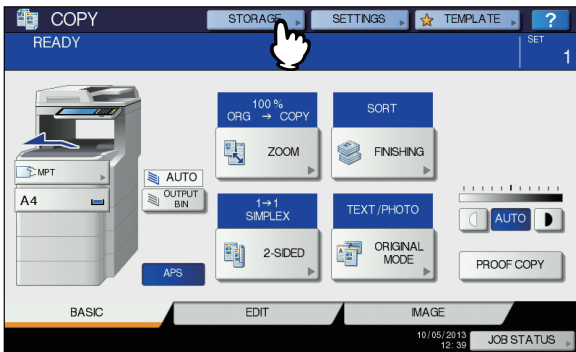 COPY
STORAGE
SETTINGS
TEMPLATE
?
READY
SET
1
100 %
ORG → COPY
ZOOM
SORT
FINISHING
MPT
A4
AUTO
OUTPUT
BIN
APS
1→1
SIMPLEX
2-SIDED
TEXT/PHOTO
ORIGINAL
MODE
AUTO
PROOF COPY
BASIC
EDIT
IMAGE
10/05/2013
12:39
JOB STATUS